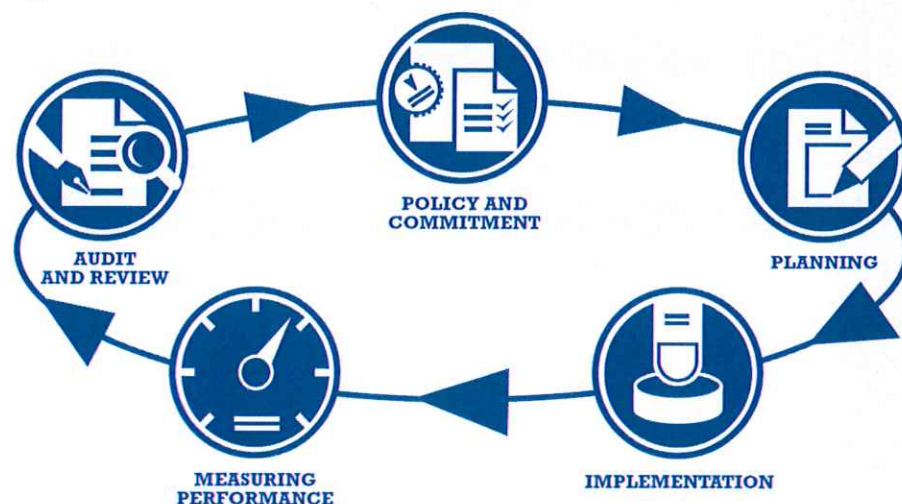 POLICY AND
COMMITMENT
PLANNING
IMPLEMENTATION
MEASURING
PERFORMANCE
AUDIT
AND REVIEW